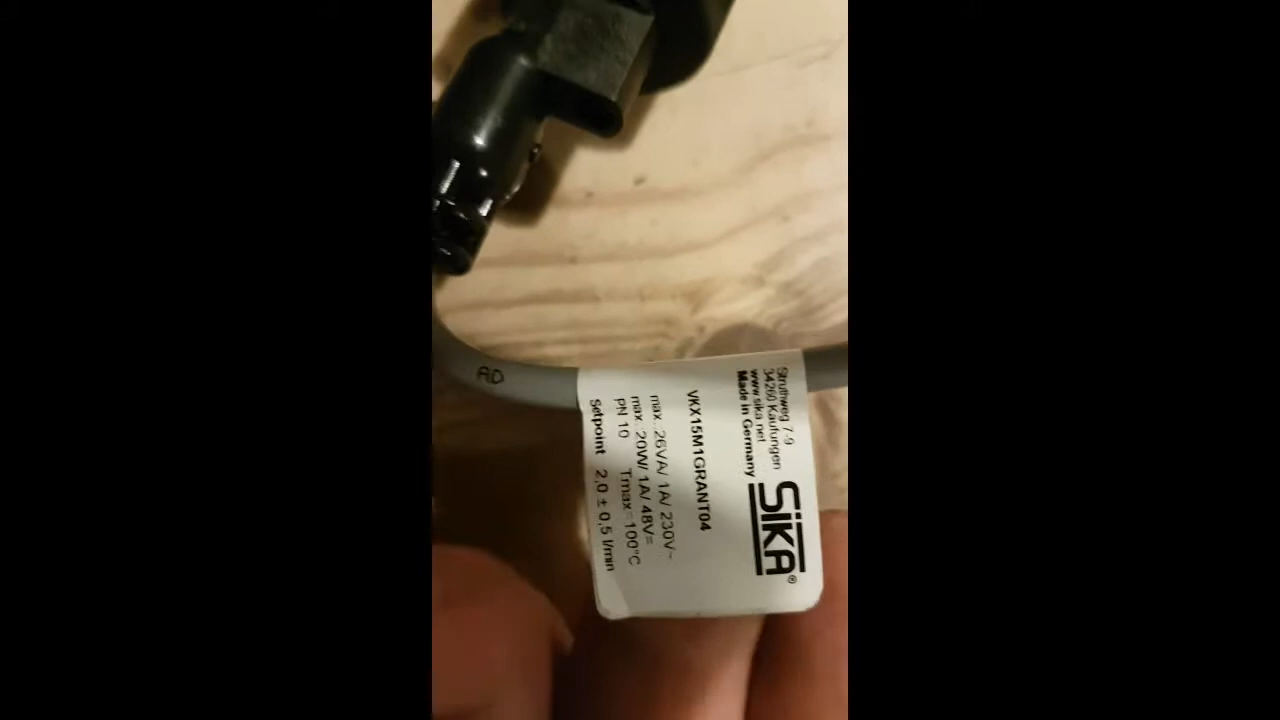 Struthweg 7-9
34260 Kaufungen
www.sika.net
Made in Germany
SIKA®
VKX15M1GRANT04
max. 26VA/ 1A/ 230V~
max. 20W/ 1A/ 48V=
PN 10 Tmax=100°C
Setpoint 2,0 ± 0,5 l/min
AD